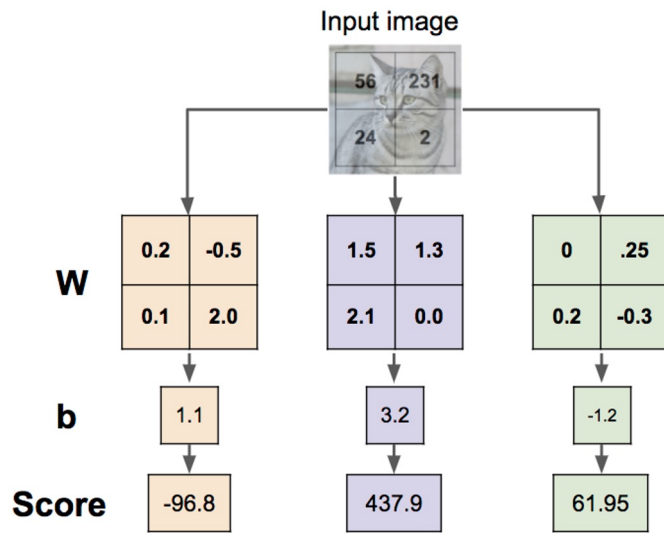 Input image
56 231
24 2
W
0.2 -0.5 1.5 1.3 0 .25
0.1 2.0 2.1 0.0 0.2 -0.3
b 1.1 3.2 -1.2
Score -96.8 437.9 61.95